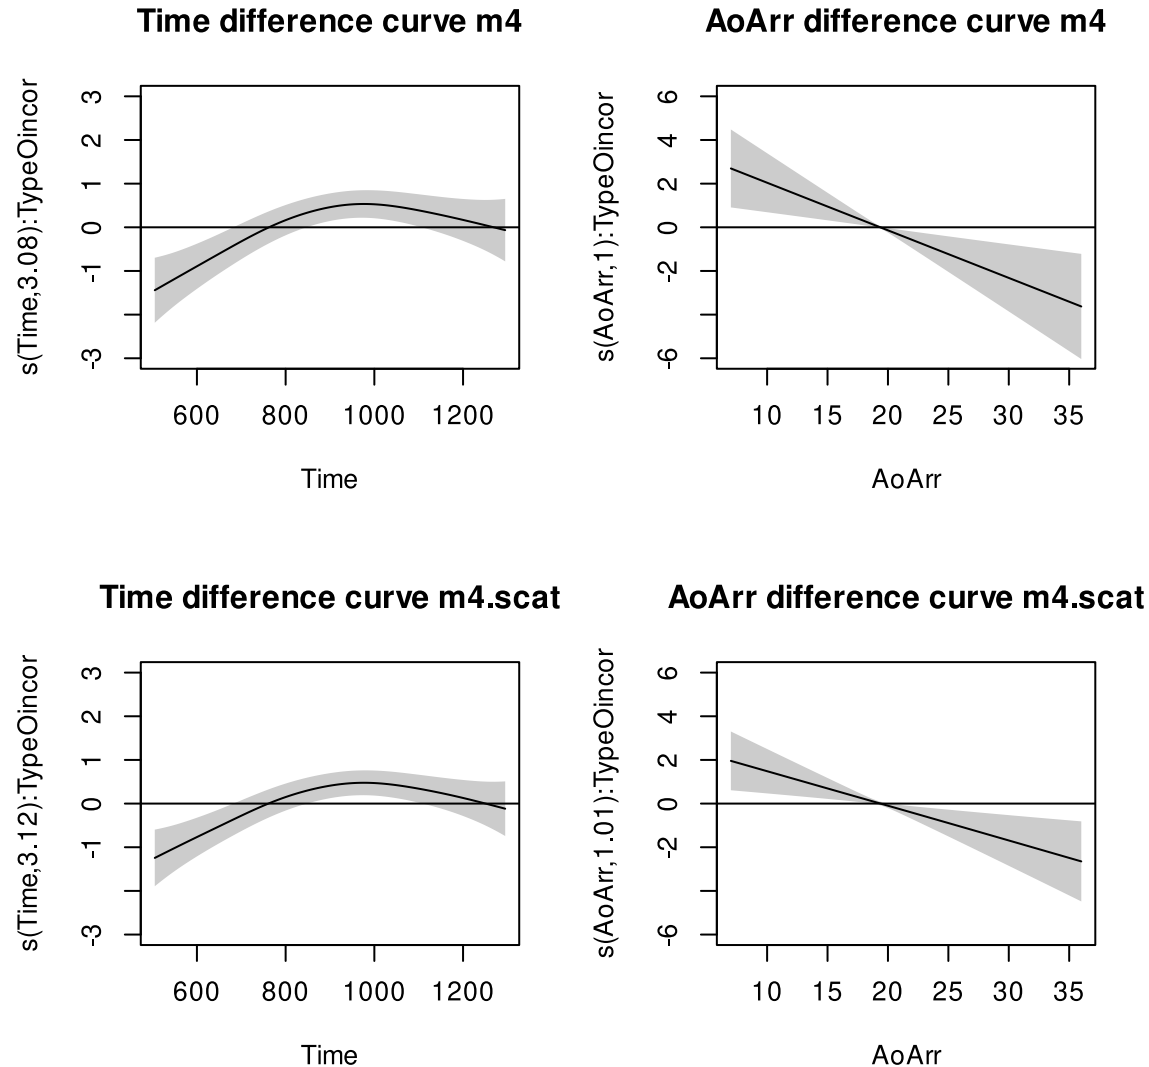 Time difference curve m4
s(Time,3.08):TypeOincor
3
2
1
0
-1
-3
600 800 1000 1200
Time
AoArr difference curve m4
s(AoArr,1):TypeOincor
6
4
2
0
-2
-6
10 15 20 25 30 35
AoArr
Time difference curve m4.scat
s(Time,3.12):TypeOincor
3
2
1
0
-1
-3
600 800 1000 1200
Time
AoArr difference curve m4.scat
s(AoArr,1.01):TypeOincor
6
4
2
0
-2
-6
10 15 20 25 30 35
AoArr